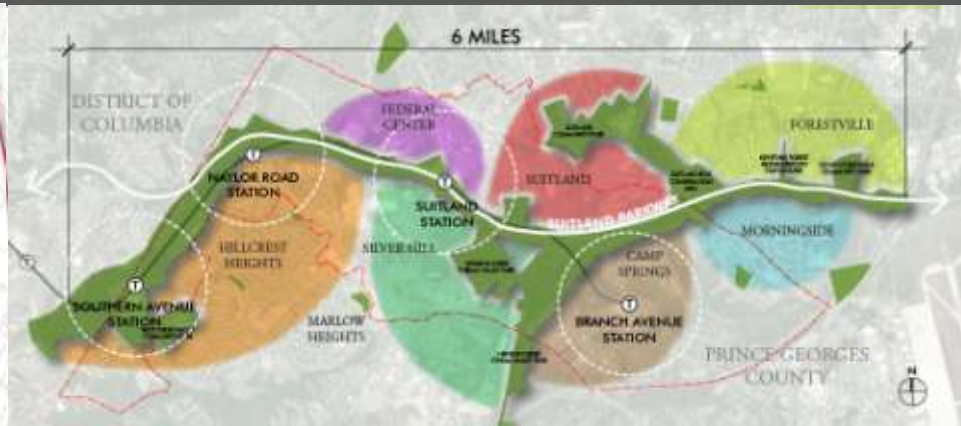 6 MILES
DISTRICT OF
COLUMBIA
FEDERAL
CENTER
FORESTVILLE
NAYLOR ROAD
STATION
SUITLAND
SUITLAND
STATION
SUITLAND PARKWAY
MORNINGSIDE
HILLCREST
HEIGHTS
SILVER HILL
CAMP
SPRINGS
SOUTHERN AVENUE
STATION
MARLOW
HEIGHTS
BRANCH AVENUE
STATION
PRINCE GEORGES
COUNTY
N
T
T
T
T
T